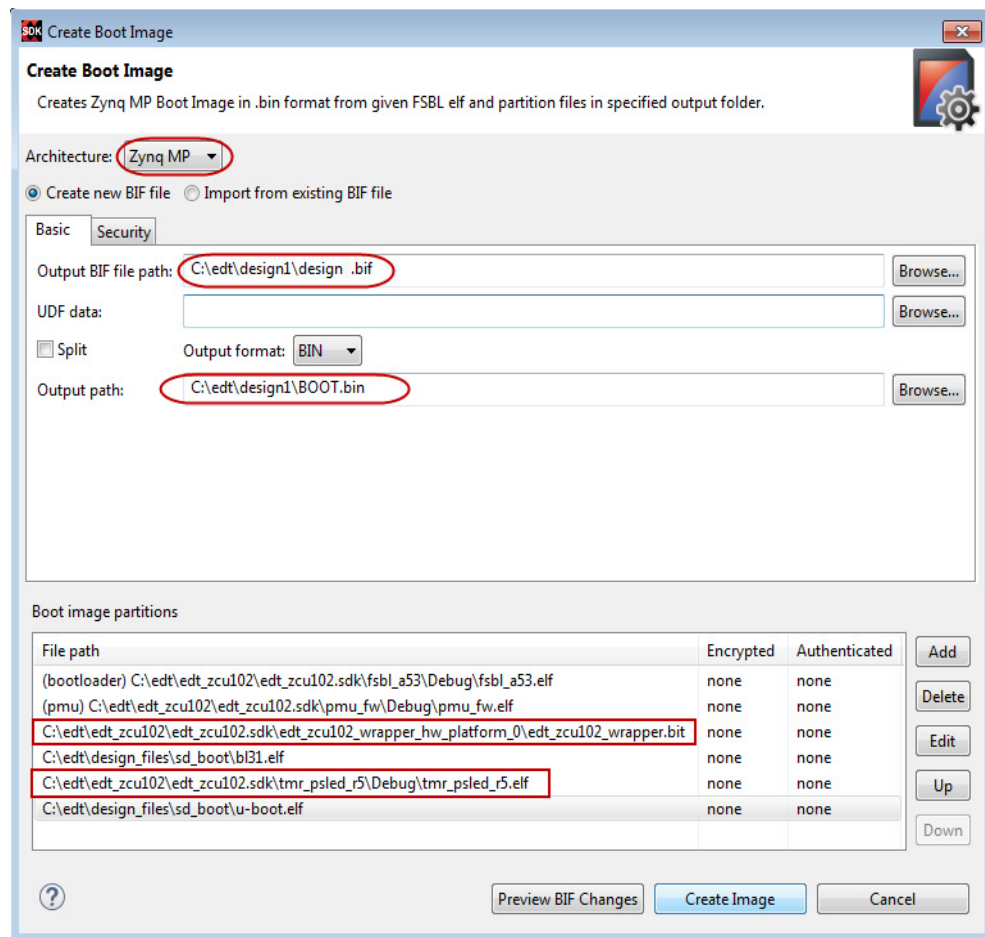 SDK Create Boot Image
Create Boot Image
Creates Zynq MP Boot Image in .bin format from given FSBL elf and partition files in specified output folder.
Architecture: Zynq MP
Create new BIF file Import from existing BIF file
Basic Security
Output BIF file path: C:\edt\design1\design .bif Browse...
UDF data: Browse...
Split Output format: BIN
Output path: C:\edt\design1\BOOT.bin Browse...
Boot image partitions
File path Encrypted Authenticated Add
(bootloader) C:\edt\edt_zcu102\edt_zcu102.sdk\fsbl_a53\Debug\fsbl_a53.elf none none
(pmu) C:\edt\edt_zcu102\edt_zcu102.sdk\pmu_fw\Debug\pmu_fw.elf none none Delete
C:\edt\edt_zcu102\edt_zcu102.sdk\edt_zcu102_wrapper_hw_platform_0\edt_zcu102_wrapper.bit none none Edit
C:\edt\design_files\sd_boot\bl31.elf none none
C:\edt\edt_zcu102\edt_zcu102.sdk\tmr_psled_r5\Debug\tmr_psled_r5.elf none none Up
C:\edt\design_files\sd_boot\u-boot.elf none none
Down
? Preview BIF Changes Create Image Cancel